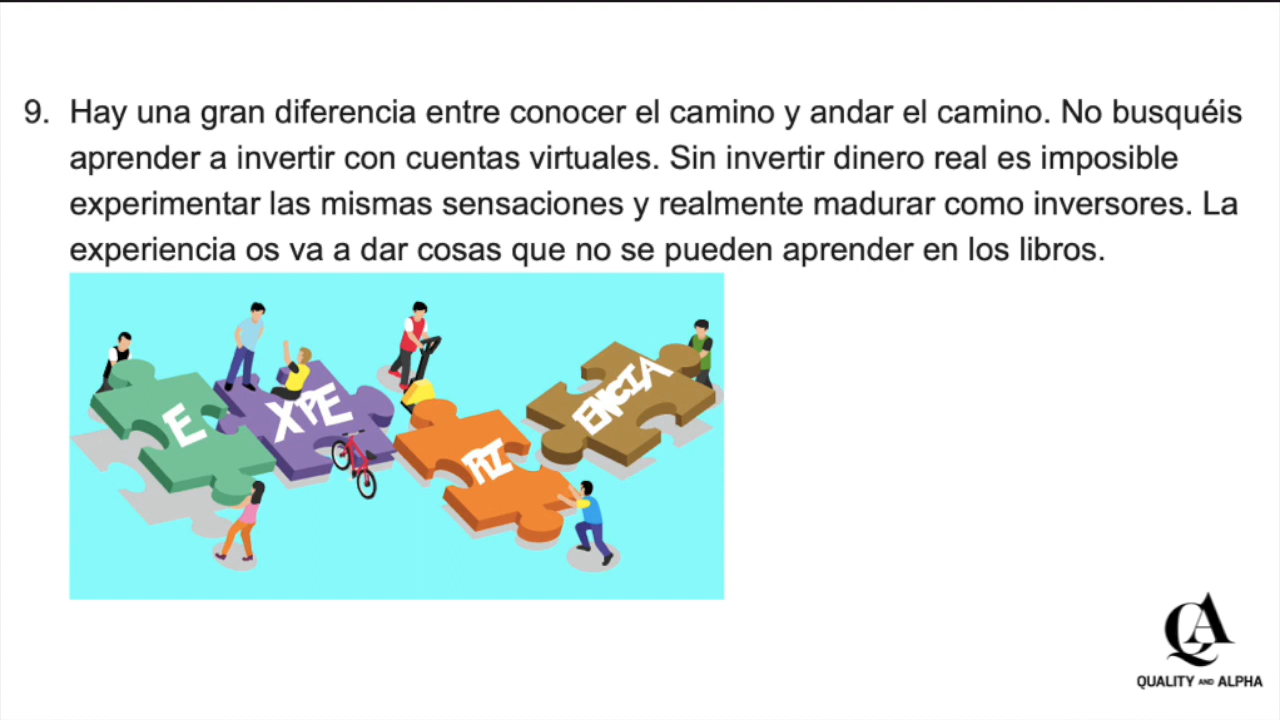 9. Hay una gran diferencia entre conocer el camino y andar el camino. No busquéis
aprender a invertir con cuentas virtuales. Sin invertir dinero real es imposible
experimentar las mismas sensaciones y realmente madurar como inversores. La
experiencia os va a dar cosas que no se pueden aprender en los libros.
E XPE RI ENCIA
QA
QUALITY AND ALPHA